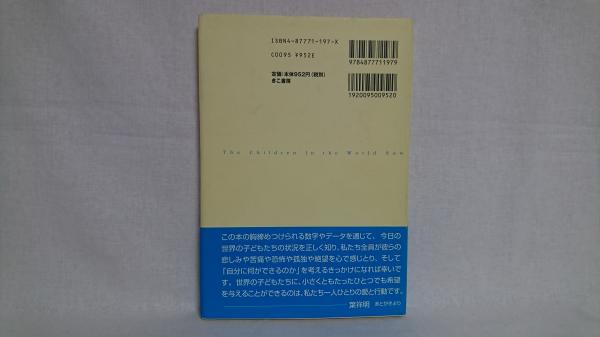 ISBN4-87771-197-X
C0095 ¥952E
定価:本体952円(税別)
きこ書房
9784877711979
1920095009520
The Children in the World Now
この本の胸締めつけられる数字やデータを通じて、今日の
世界の子どもたちの状況を正しく知り、私たち全員が彼らの
悲しみや苦痛や恐怖や孤独や絶望を心で感じとり、そして
「自分に何ができるのか」を考えるきっかけになれば幸いで
す。世界の子どもたちに、小さくともたったひとつでも希望
を与えることができるのは、私たち一人ひとりの愛と行動です。
葉祥明 あとがきより